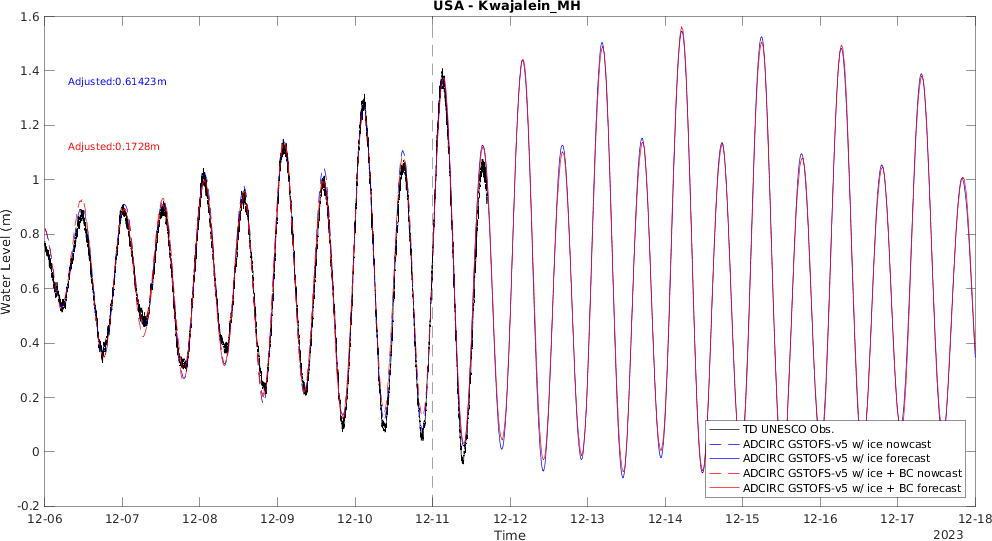 USA - Kwajalein_MH
1.6
1.4
1.2
1
0.8
0.6
0.4
0.2
0
-0.2
Water Level (m)
Adjusted:0.61423m
Adjusted:0.1728m
TD UNESCO Obs.
ADCIRC GSTOFS-v5 w/ ice nowcast
ADCIRC GSTOFS-v5 w/ ice forecast
ADCIRC GSTOFS-v5 w/ ice + BC nowcast
ADCIRC GSTOFS-v5 w/ ice + BC forecast
12-06 12-07 12-08 12-09 12-10 12-11 12-12 12-13 12-14 12-15 12-16 12-17 12-18
Time
2023